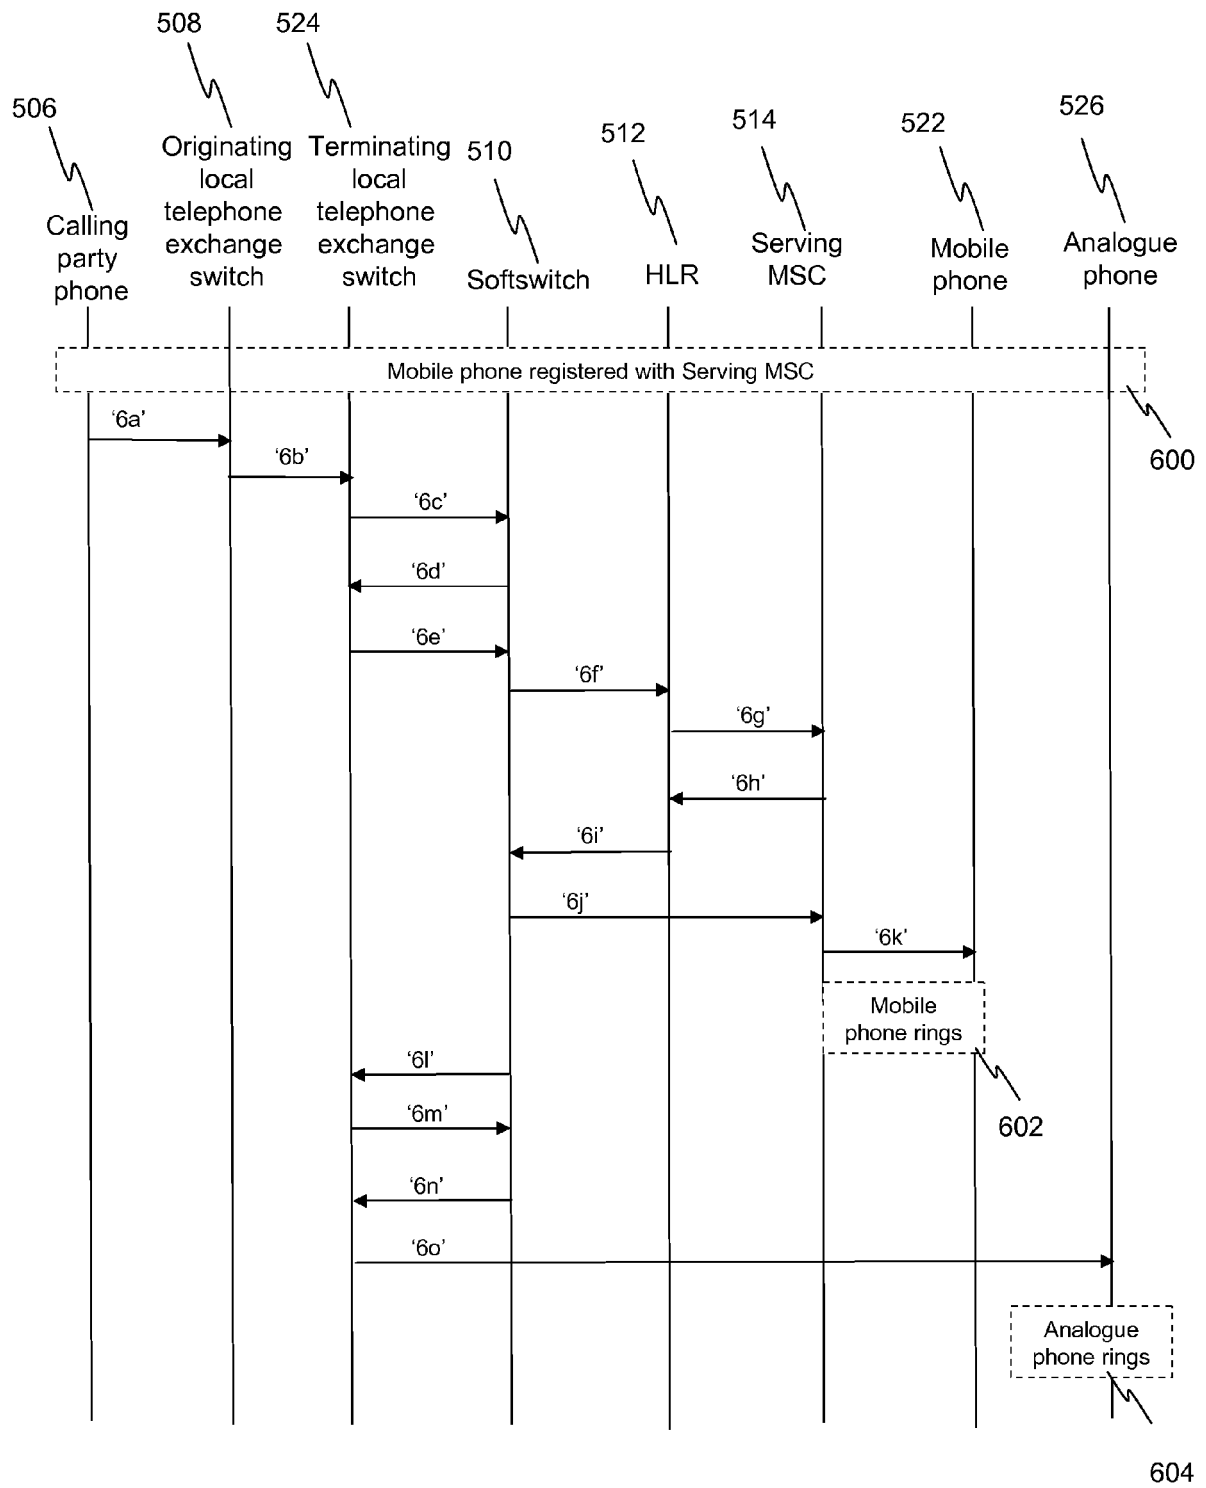 508
524
506
526
514
522
512
510
Calling
party
phone
Originating
local
telephone
exchange
switch
Terminating
local
telephone
exchange
switch
Softswitch
HLR
Serving
MSC
Mobile
phone
Analogue
phone
Mobile phone registered with Serving MSC
600
‘6a’
‘6b’
‘6c’
‘6d’
‘6e’
‘6f’
‘6g’
‘6h’
‘6i’
‘6j’
‘6k’
Mobile
phone rings
602
‘6l’
‘6m’
‘6n’
‘6o’
Analogue
phone rings
604